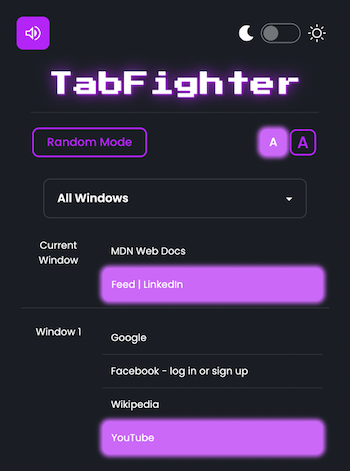 TabFighter
Random Mode
A A
All Windows
Current
Window
MDN Web Docs
Feed | LinkedIn
Window 1
Google
Facebook - log in or sign up
Wikipedia
YouTube